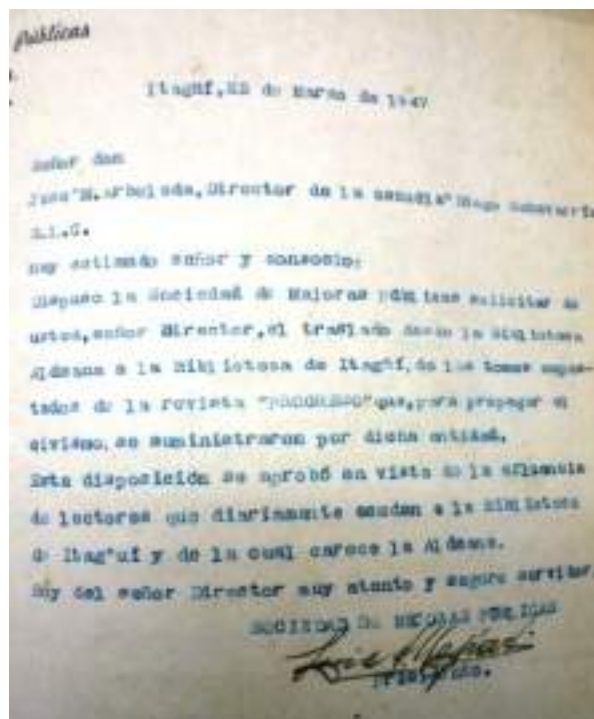 públicas
Itagüí, de Marzo de 1947
Señor don
José M. Arboleda, Director de la escuela "Diego Echavarría
Muy estimado señor y consocio:
Dispuso la Sociedad de Mejoras Públicas solicitar de
usted, señor Director, el traslado desde la Biblioteca
Aldeana a la Biblioteca de Itagüí, de los tomos empas-
tados de la revista "PROGRESO" que, para propagar el
civismo, se suministraron por dicha entidad.
Esta disposición se aprobó en vista de la afluencia
de lectores que diariamente acuden a la Biblioteca
de Itag"uí y de la cual carece la Aldeana.
Soy del señor Director muy atento y seguro servidor,
SOCIEDAD DE MEJORAS PUBLICAS